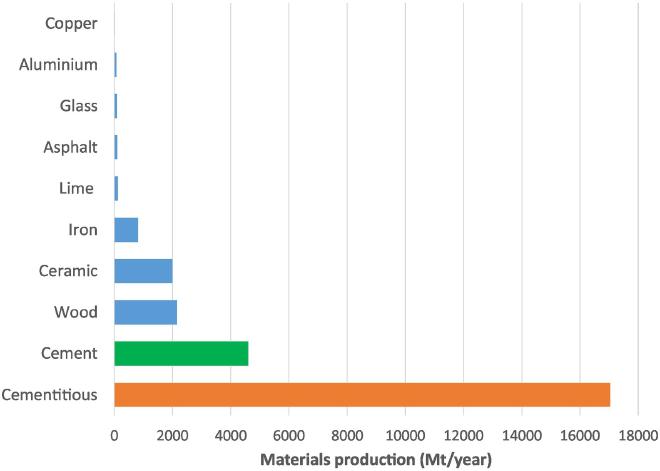 Copper
Aluminium
Glass
Asphalt
Lime
Iron
Ceramic
Wood
Cement
Cementitious
0 2000 4000 6000 8000 10000 12000 14000 16000 18000
Materials production (Mt/year)